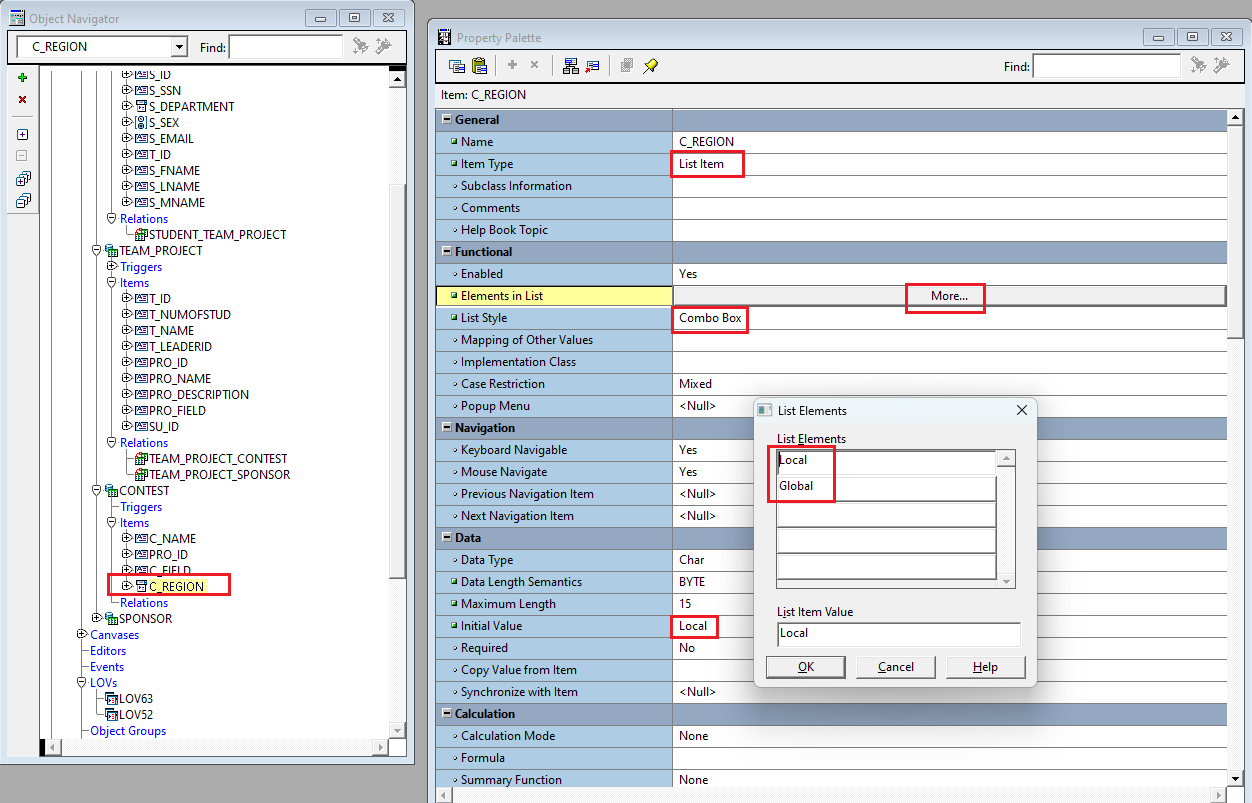 Object Navigator
C_REGION
Find:
S_ID
S_SSN
S_DEPARTMENT
S_SEX
S_EMAIL
T_ID
S_FNAME
S_LNAME
S_MNAME
Relations
STUDENT_TEAM_PROJECT
TEAM_PROJECT
Triggers
Items
T_ID
T_NUMOFSTUD
T_NAME
T_LEADERID
PRO_ID
PRO_NAME
PRO_DESCRIPTION
PRO_FIELD
SU_ID
Relations
TEAM_PROJECT_CONTEST
TEAM_PROJECT_SPONSOR
CONTEST
Triggers
Items
C_NAME
PRO_ID
C_FIELD
C_REGION
Relations
SPONSOR
Canvases
Editors
Events
LOVs
LOV63
LOV52
Object Groups
Property Palette
Find:
Item: C_REGION
General
Name C_REGION
Item Type List Item
Subclass Information
Comments
Help Book Topic
Functional
Enabled Yes
Elements in List More...
List Style Combo Box
Mapping of Other Values
Implementation Class
Case Restriction Mixed
Popup Menu <Null>
Navigation
Keyboard Navigable Yes
Mouse Navigate Yes
Previous Navigation Item <Null>
Next Navigation Item <Null>
Data
Data Type Char
Data Length Semantics BYTE
Maximum Length 15
Initial Value Local
Required No
Copy Value from Item
Synchronize with Item <Null>
Calculation
Calculation Mode None
Formula
Summary Function None
List Elements
List Elements
Local
Global
List Item Value
Local
OK Cancel Help